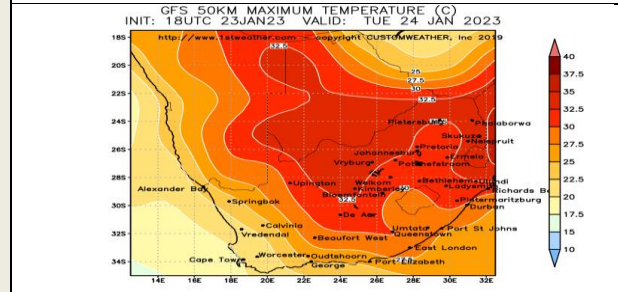 GFS 50KM MAXIMUM TEMPERATURE (C)
INIT: 18UTC 23JAN23 VALID: TUE 24 JAN 2023
http://www.1stweather.com -- copyright CUSTOMWEATHER, Inc 2019
18S
20S
22S
24S
26S
28S
30S
32S
34S
14E
16E
18E
20E
22E
24E
26E
28E
30E
32E
32.5
25
27.5
30
32.5
Pietersburg
Phalaborwa
Skukuza
Nelspruit
Pretoria
Johannesburg
Ermelo
Vryburg
Potchefstroom
Upington
Welkom
Bethlehem
Ulundi
Alexander Bay
Kimberley
Ladysmith
Richards Ba
Bloemfontein
Springbok
32.5
Pietermaritzburg
Durban
De Aar
Calvinia
Vredendal
Umtata
Port St Johns
Beaufort West
Queenstown
East London
Worcester
Oudtshoorn
Cape Town
George
Port Elizabeth
40
37.5
35
32.5
30
27.5
25
22.5
20
17.5
15
10